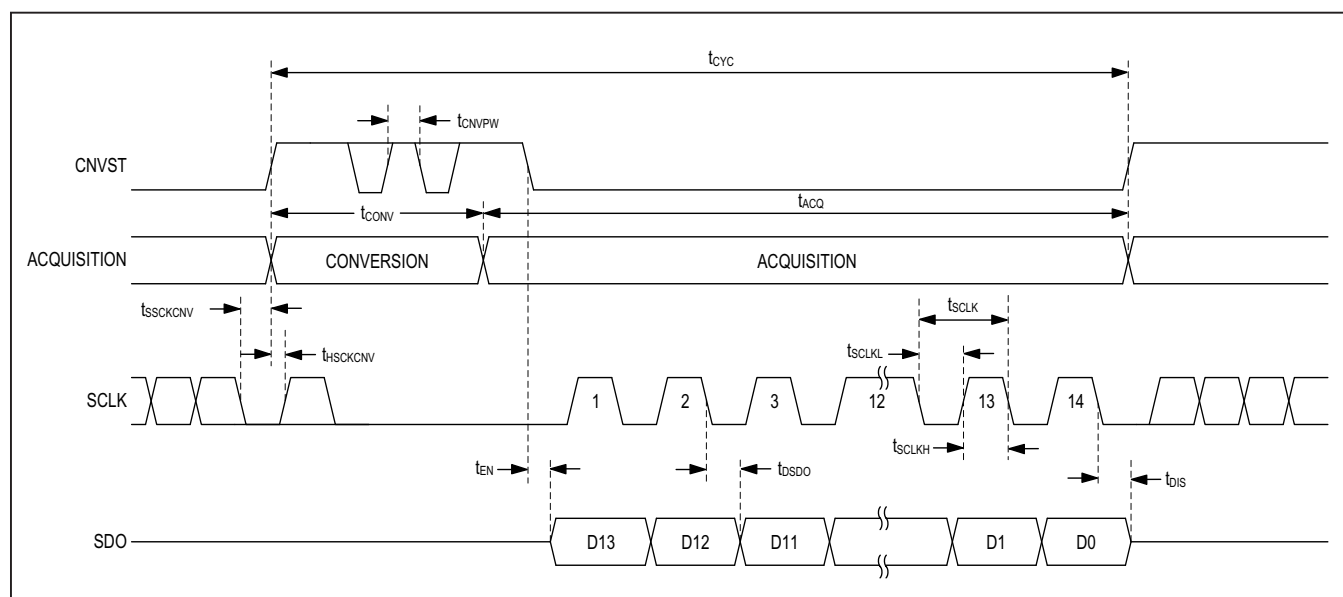 tCYC
tCNVPW
CNVST
tCONV
tACQ
ACQUISITION CONVERSION ACQUISITION
tSSCKCNV
tHSCKCNV
tSCLK
tSCLKL
SCLK 1 2 3 12 13 14
tSCLKH
tEN
tDSDO
tDIS
SDO D13 D12 D11 D1 D0